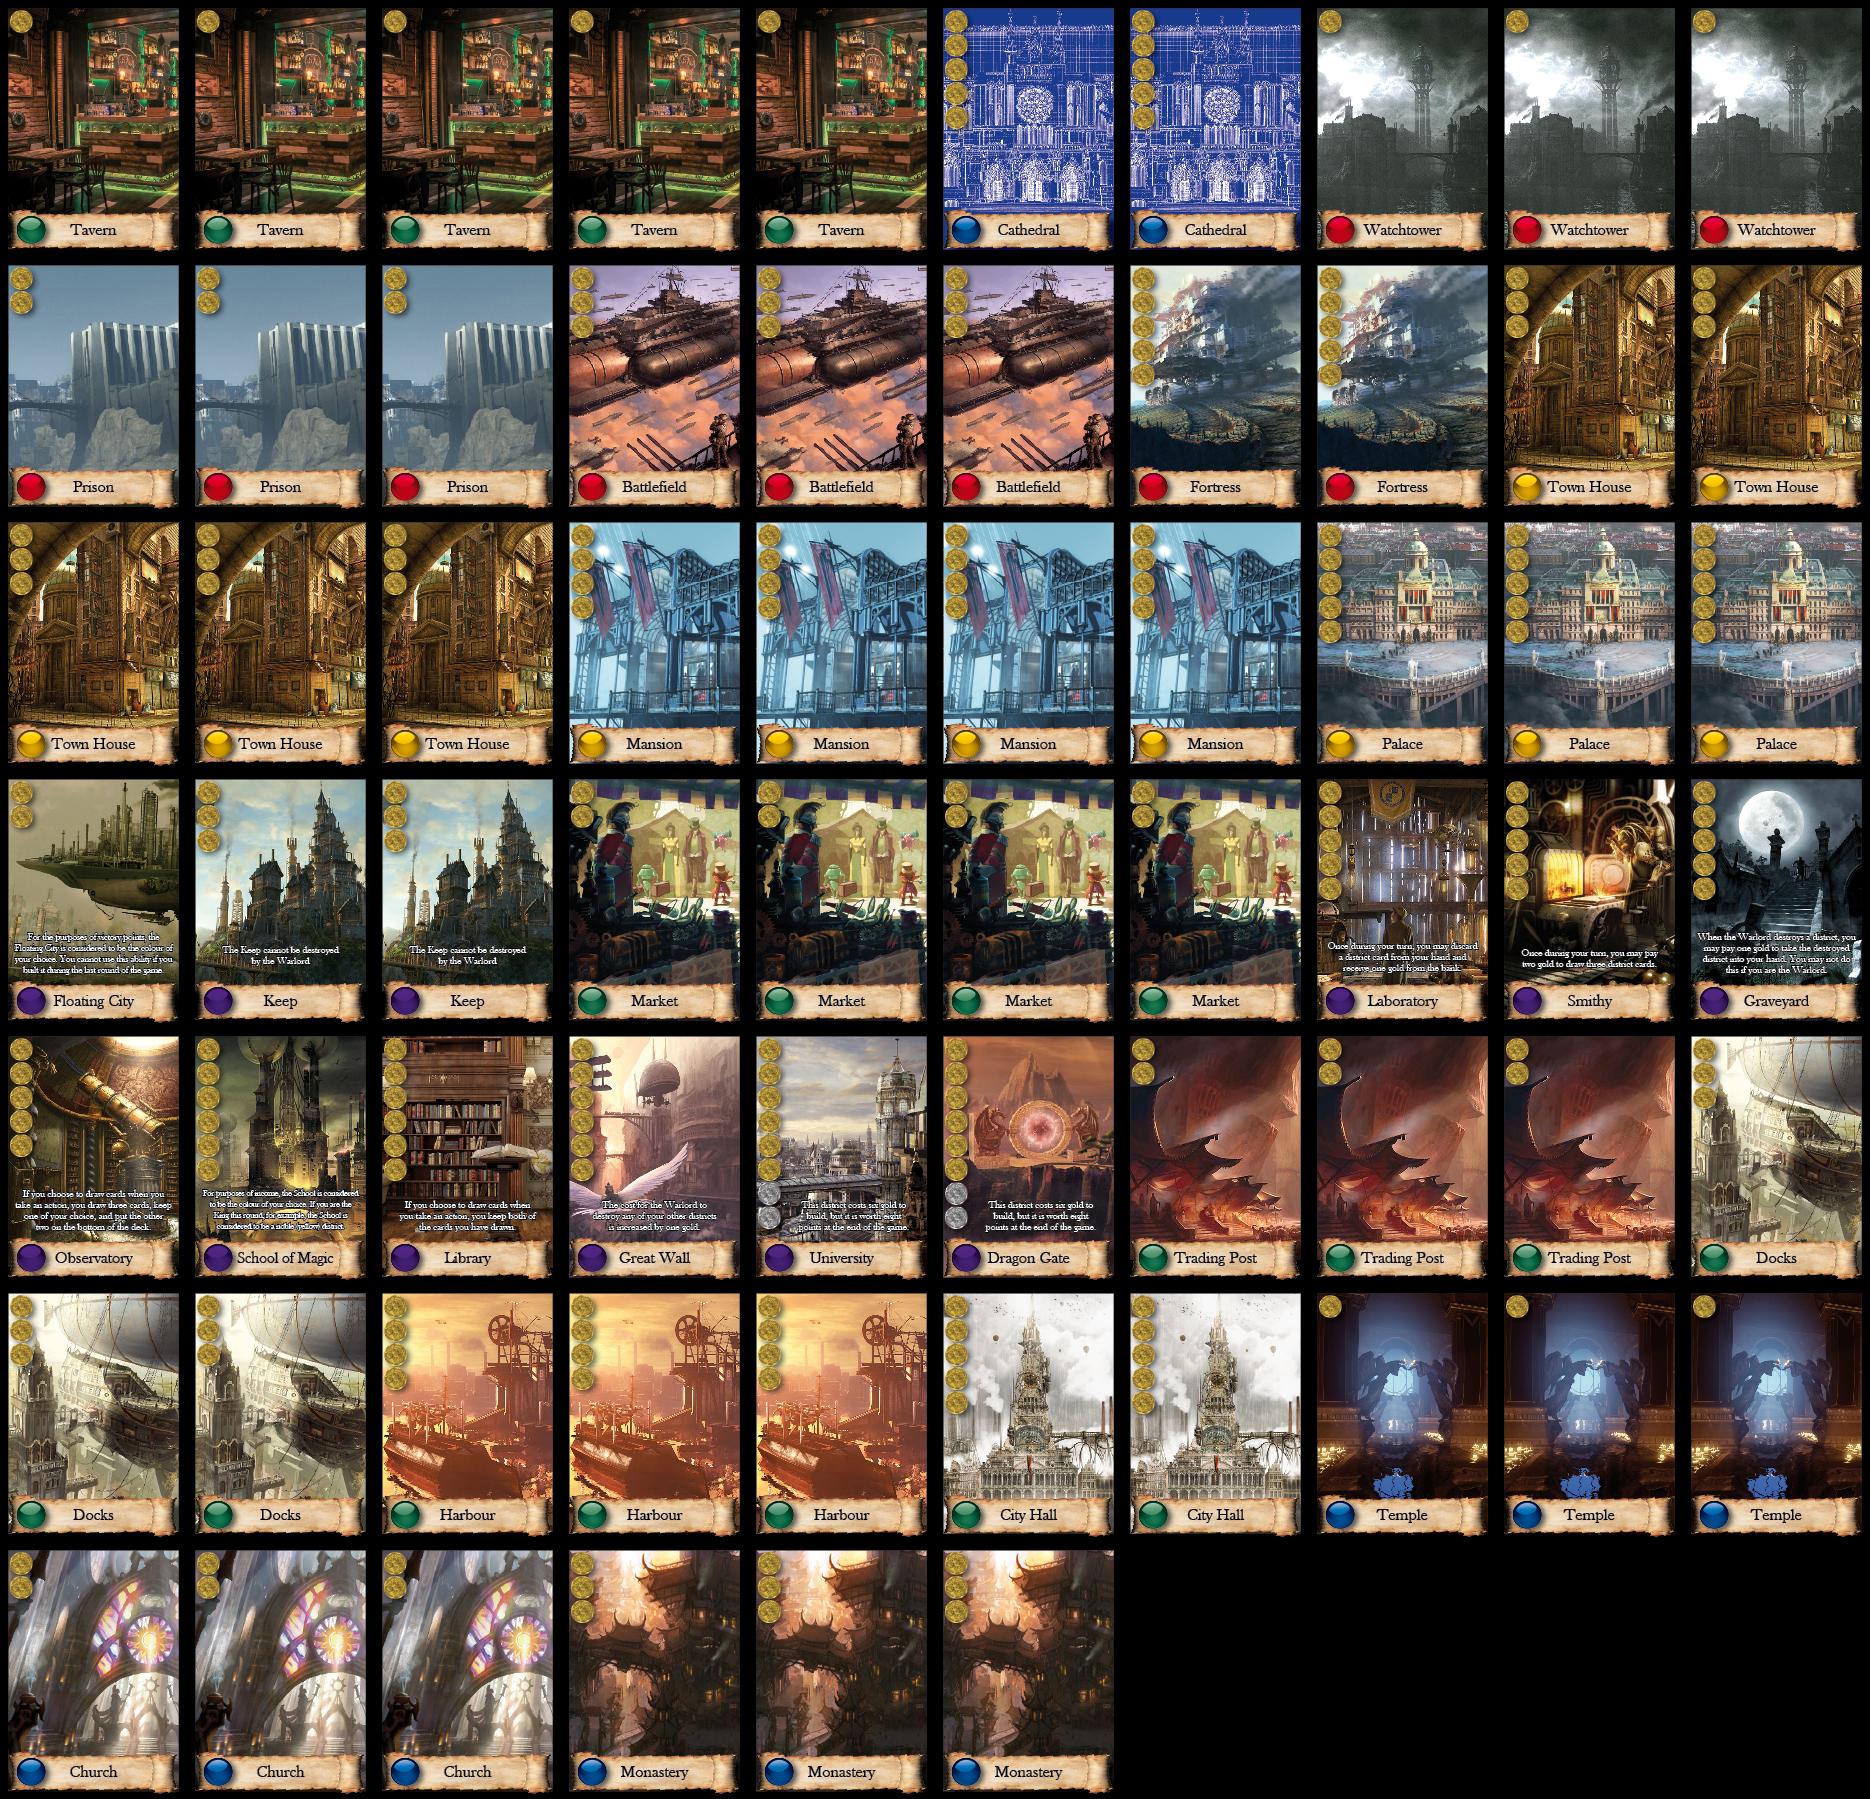 Tavern
Tavern
Tavern
Tavern
Tavern
Cathedral
Cathedral
Watchtower
Watchtower
Watchtower
Prison
Prison
Prison
Battlefield
Battlefield
Battlefield
Fortress
Fortress
Town House
Town House
Town House
Town House
Town House
Mansion
Mansion
Mansion
Mansion
Palace
Palace
Palace
For the purposes of victory points, the
Floating City is considered to be the colour of
your choice. You cannot use this ability if you
built it during the last round of the game.
Floating City
The Keep cannot be destroyed
by the Warlord
Keep
The Keep cannot be destroyed
by the Warlord
Keep
Market
Market
Market
Market
Once during your turn, you may discard
a district card from your hand and
receive one gold from the bank.
Laboratory
Once during your turn, you may pay
two gold to draw three district cards.
Smithy
When the Warlord destroys a district, you
may pay one gold to take the destroyed
district into your hand. You may not do
this if you are the Warlord.
Graveyard
If you choose to draw cards when you
take an action, you draw three cards, keep
one of your choice, and put the other
two on the bottom of the deck.
Observatory
For purposes of income, the School is considered
to be the colour of your choice. If you are the
King this round, for example, the School is
considered to be a noble (yellow) district.
School of Magic
If you choose to draw cards when
you take an action, you keep both of
the cards you have drawn.
Library
The cost for the Warlord to
destroy any of your other districts
is increased by one gold.
Great Wall
This district costs six gold to
build, but it is worth eight
points at the end of the game.
University
This district costs six gold to
build, but it is worth eight
points at the end of the game.
Dragon Gate
Trading Post
Trading Post
Trading Post
Docks
Docks
Docks
Harbour
Harbour
Harbour
City Hall
City Hall
Temple
Temple
Temple
Church
Church
Church
Monastery
Monastery
Monastery